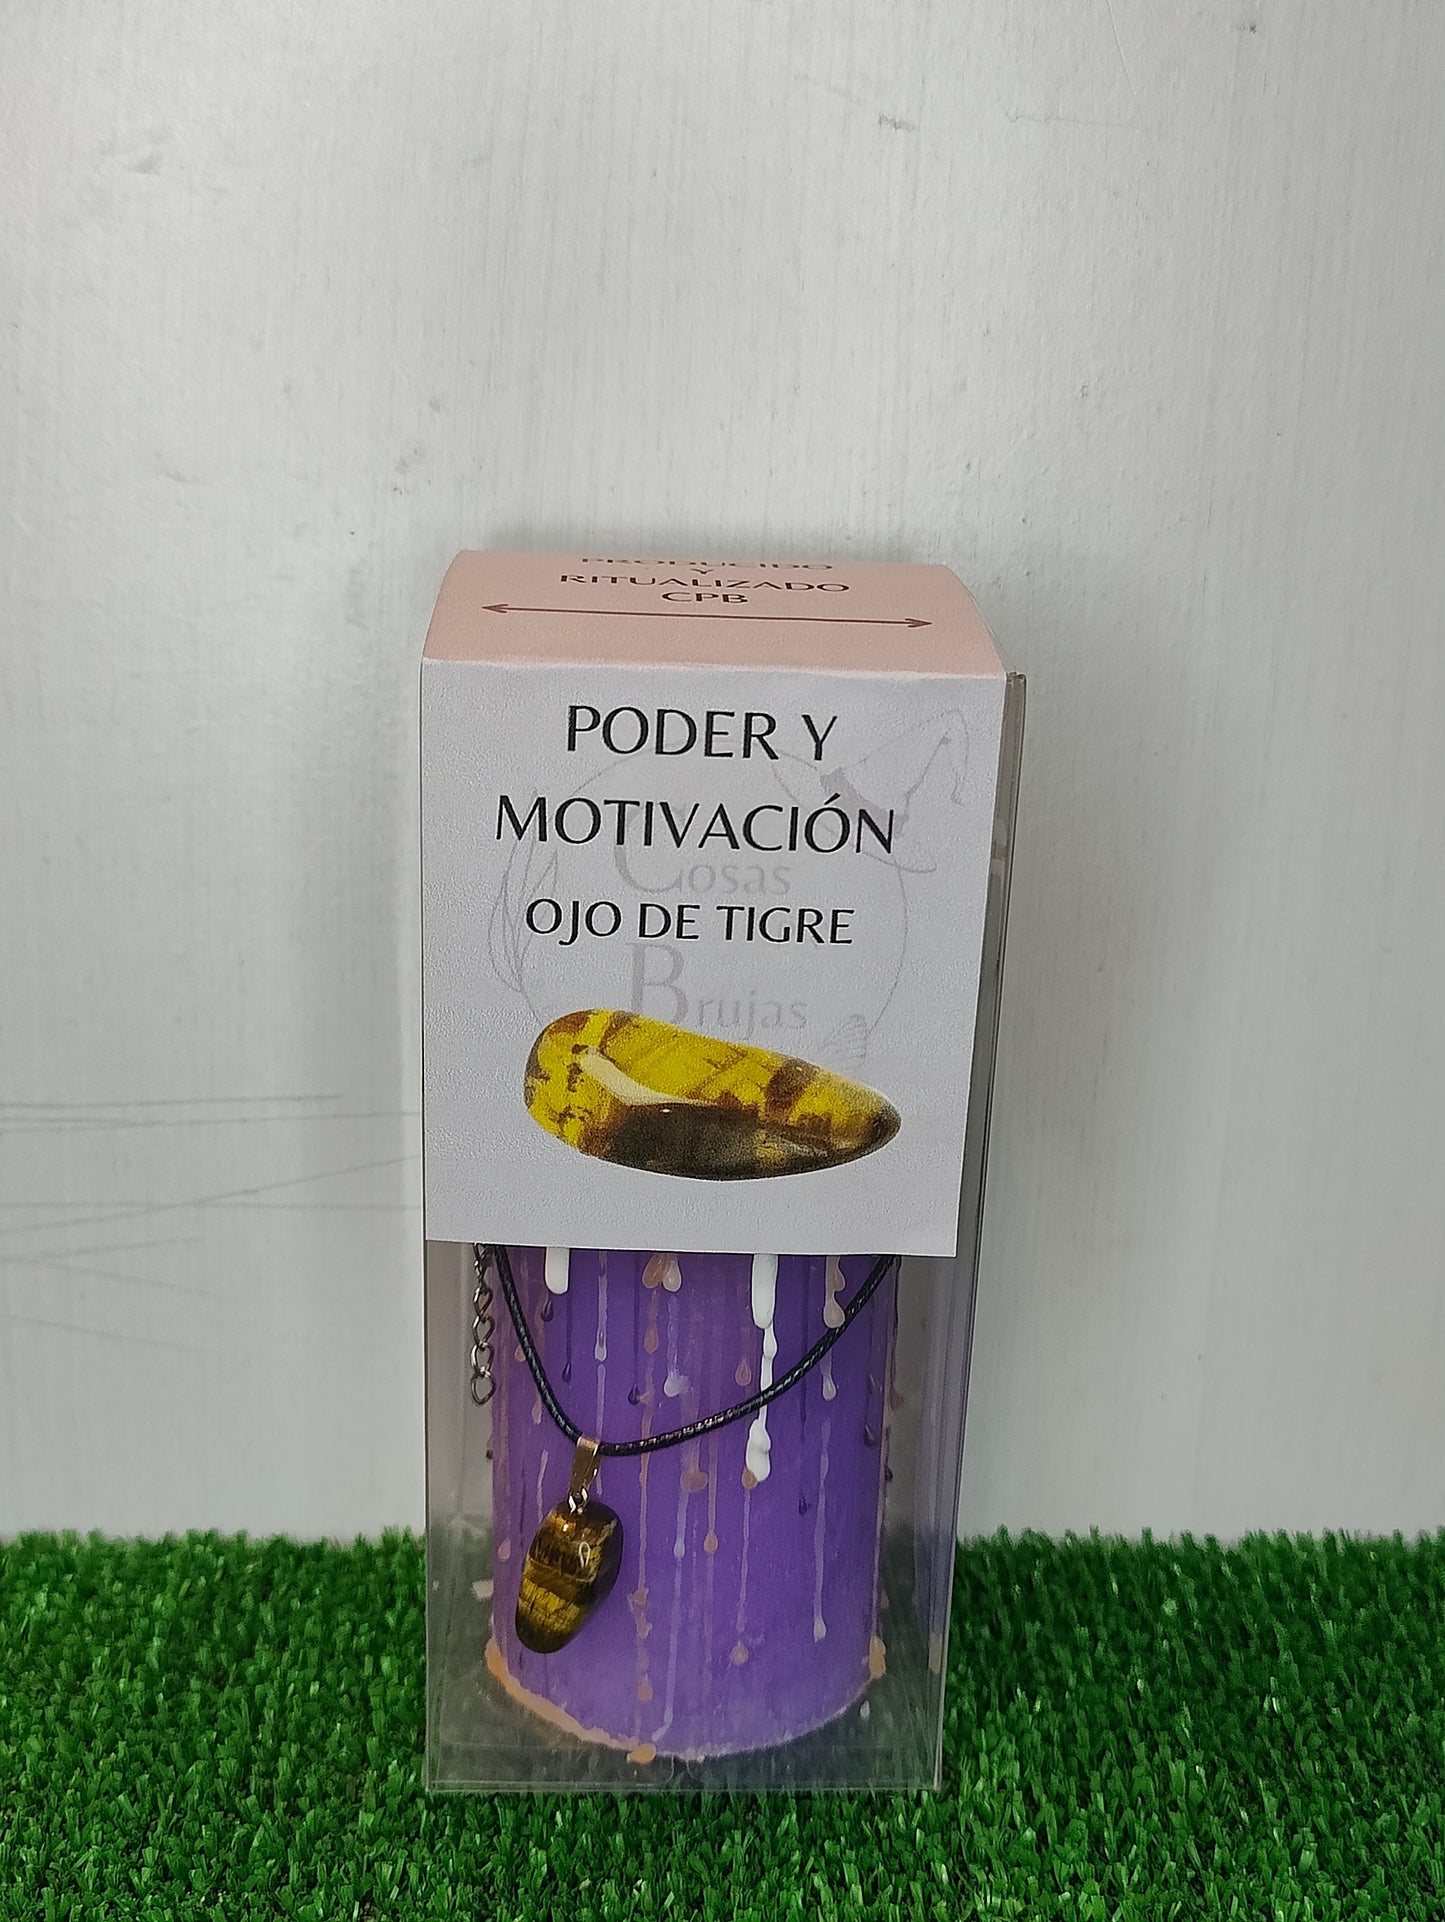 PRODUCIDO
Y
RITUALIZADO
CPB
PODER Y
MOTIVACIÓN
Cosas
OJO DE TIGRE
Brujas